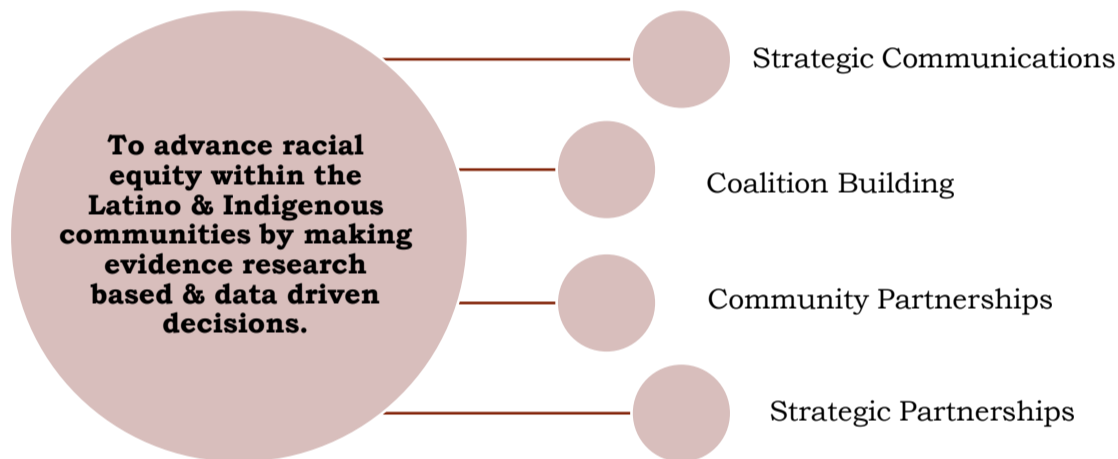 To advance racial
equity within the
Latino & Indigenous
communities by making
evidence research
based & data driven
decisions.
Strategic Communications
Coalition Building
Community Partnerships
Strategic Partnerships